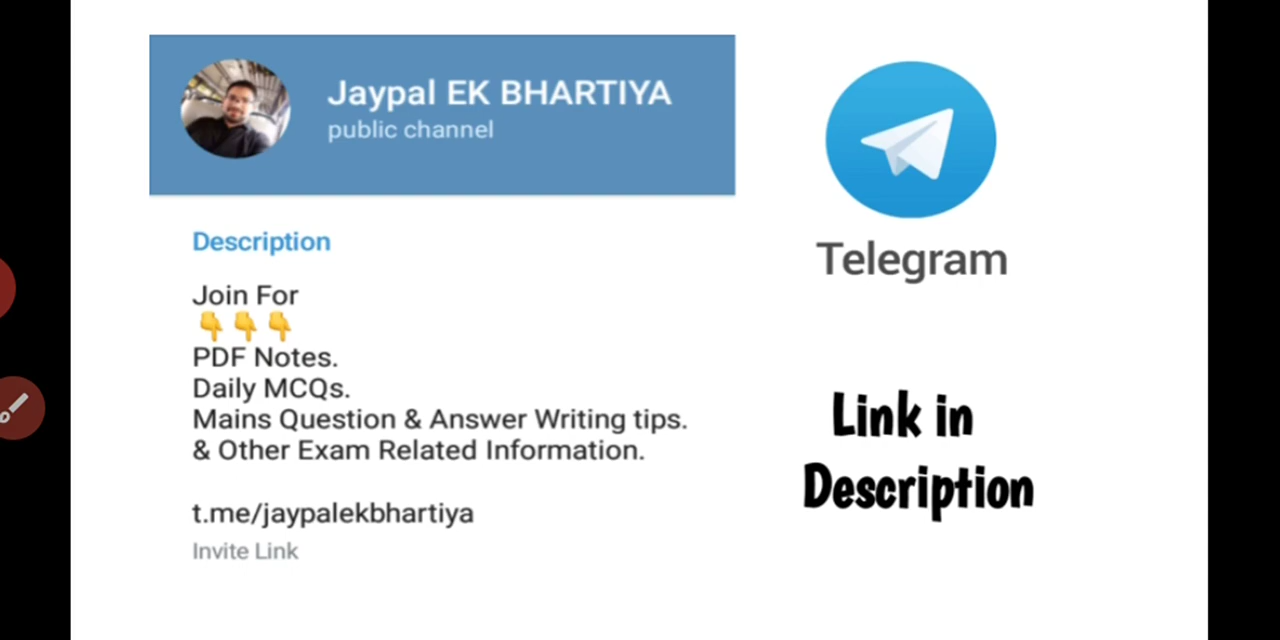 Jaypal EK BHARTIYA
public channel
Description
Join For
👇👇👇
PDF Notes.
Daily MCQs.
Mains Question & Answer Writing tips.
& Other Exam Related Information.
t.me/jaypalekbhartiya
Invite Link
Telegram
Link in
Description